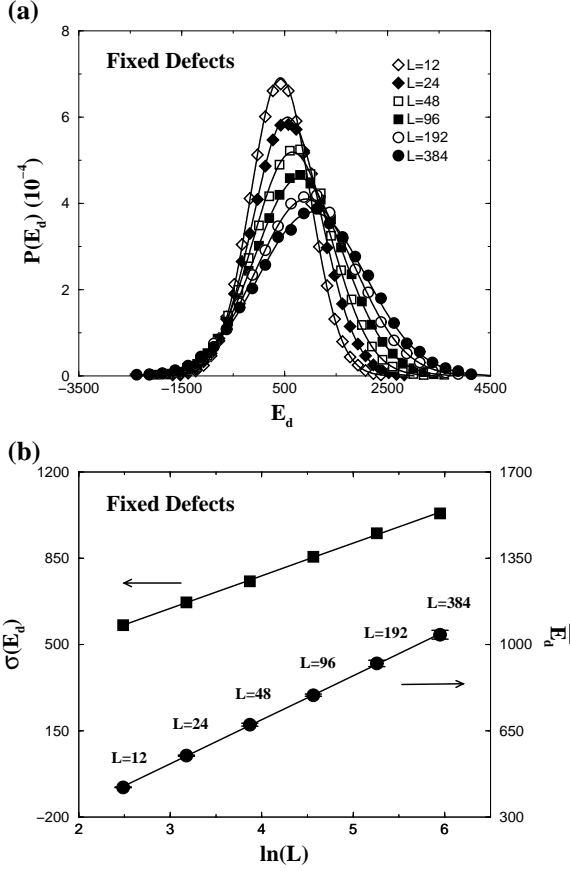 (a)
Fixed Defects
L=12
L=24
L=48
L=96
L=192
L=384
P(E_d) (10^-4)
8
6
4
2
0
−3500 −1500 500 2500 4500
E_d
(b)
Fixed Defects
1200
850
500
150
−200
σ(E_d)
1700
1350
1000
650
300
E̅_d
L=12
L=24
L=48
L=96
L=192
L=384
2 3 4 5 6
ln(L)